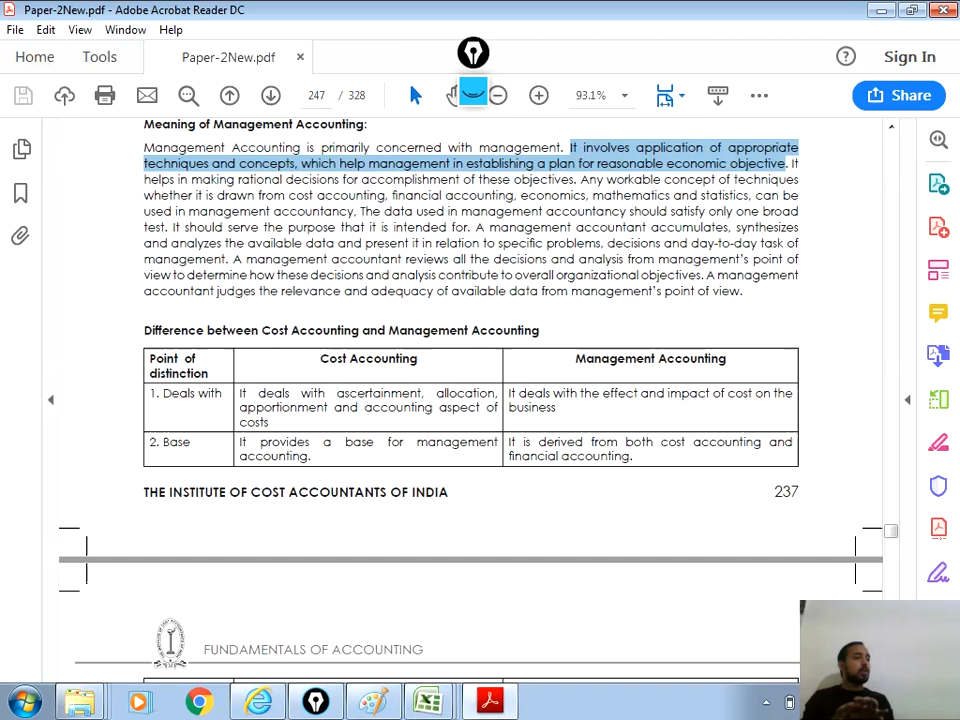 Paper-2New.pdf - Adobe Acrobat Reader DC
File Edit View Window Help
Home Tools Paper-2New.pdf × Sign In
247 / 328 93.1% Share
Meaning of Management Accounting:
Management Accounting is primarily concerned with management. It involves application of appropriate
techniques and concepts, which help management in establishing a plan for reasonable economic objective. It
helps in making rational decisions for accomplishment of these objectives. Any workable concept of techniques
whether it is drawn from cost accounting, financial accounting, economics, mathematics and statistics, can be
used in management accountancy. The data used in management accountancy should satisfy only one broad
test. It should serve the purpose that it is intended for. A management accountant accumulates, synthesizes
and analyzes the available data and present it in relation to specific problems, decisions and day-to-day task of
management. A management accountant reviews all the decisions and analysis from management's point of
view to determine how these decisions and analysis contribute to overall organizational objectives. A management
accountant judges the relevance and adequacy of available data from management's point of view.
Difference between Cost Accounting and Management Accounting
Point of distinction Cost Accounting Management Accounting
1. Deals with It deals with ascertainment, allocation, It deals with the effect and impact of cost on the
apportionment and accounting aspect of business
costs
2. Base It provides a base for management It is derived from both cost accounting and
accounting. financial accounting.
THE INSTITUTE OF COST ACCOUNTANTS OF INDIA 237
FUNDAMENTALS OF ACCOUNTING